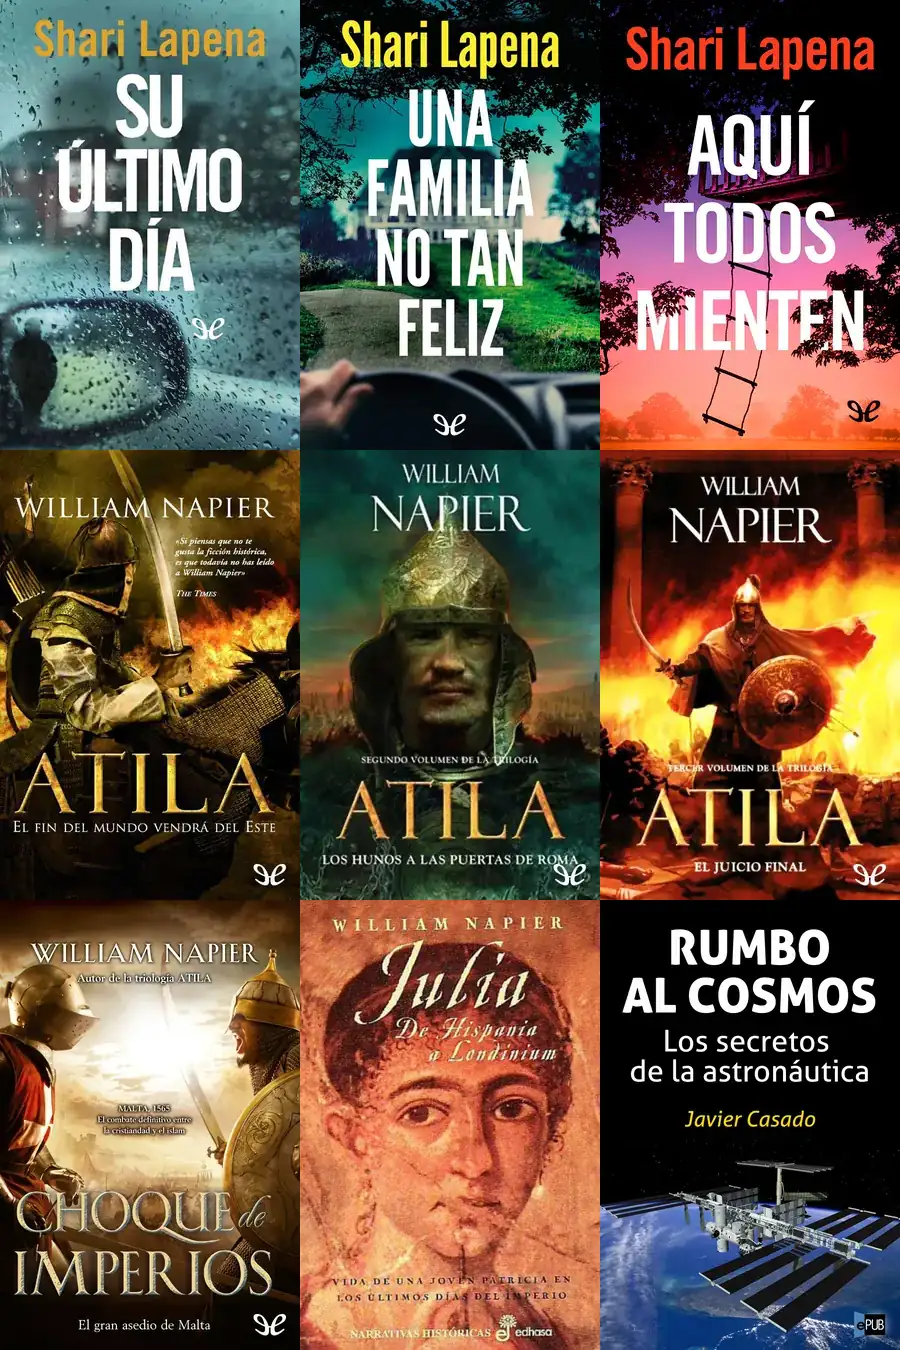 Shari Lapena
SU
ÚLTIMO
DÍA
Shari Lapena
UNA
FAMILIA
NO TAN
FELIZ
Shari Lapena
AQUÍ
TODOS
MIENTEN
WILLIAM NAPIER
«Si piensas que no te
gusta la ficción histórica,
es que todavía no has leído
a William Napier»
THE TIMES
ATILA
EL FIN DEL MUNDO VENDRÁ DEL ESTE
WILLIAM
NAPIER
SEGUNDO VOLUMEN DE LA TRILOGÍA
ATILA
LOS HUNOS A LAS PUERTAS DE ROMA
WILLIAM
NAPIER
TERCER VOLUMEN DE LA TRILOGÍA
ATILA
EL JUICIO FINAL
WILLIAM NAPIER
Autor de la triología ATILA
MALTA, 1565
El combate definitivo entre
la cristiandad y el islam
CHOQUE de
IMPERIOS
El gran asedio de Malta
WILLIAM NAPIER
Julia
De Hispania
a Londinium
VIDA DE UNA JOVEN PATRICIA EN
LOS ÚLTIMOS DÍAS DEL IMPERIO
NARRATIVAS HISTÓRICAS edhasa
RUMBO
AL COSMOS
Los secretos
de la astronáutica
Javier Casado
ePUB